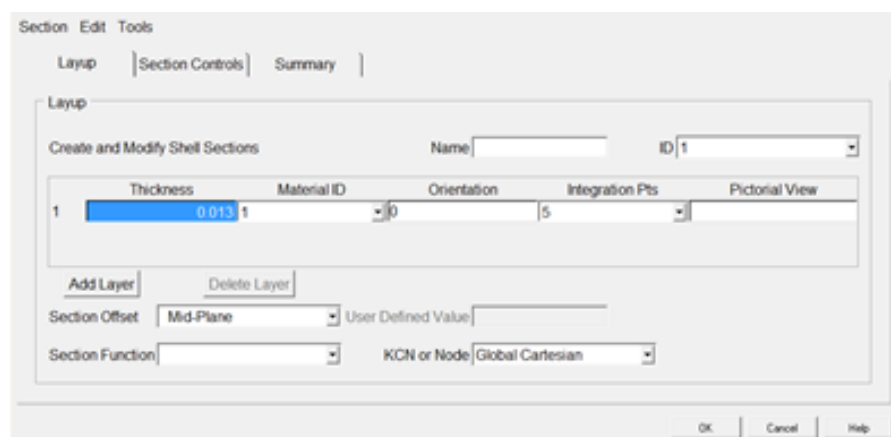 Section Edit Tools
Layup Section Controls Summary
Layup
Create and Modify Shell Sections Name ID 1
Thickness Material ID Orientation Integration Pts Pictorial View
1 0.013 1 0 5
Add Layer Delete Layer
Section Offset Mid-Plane User Defined Value
Section Function KCN or Node Global Cartesian
OK Cancel Help